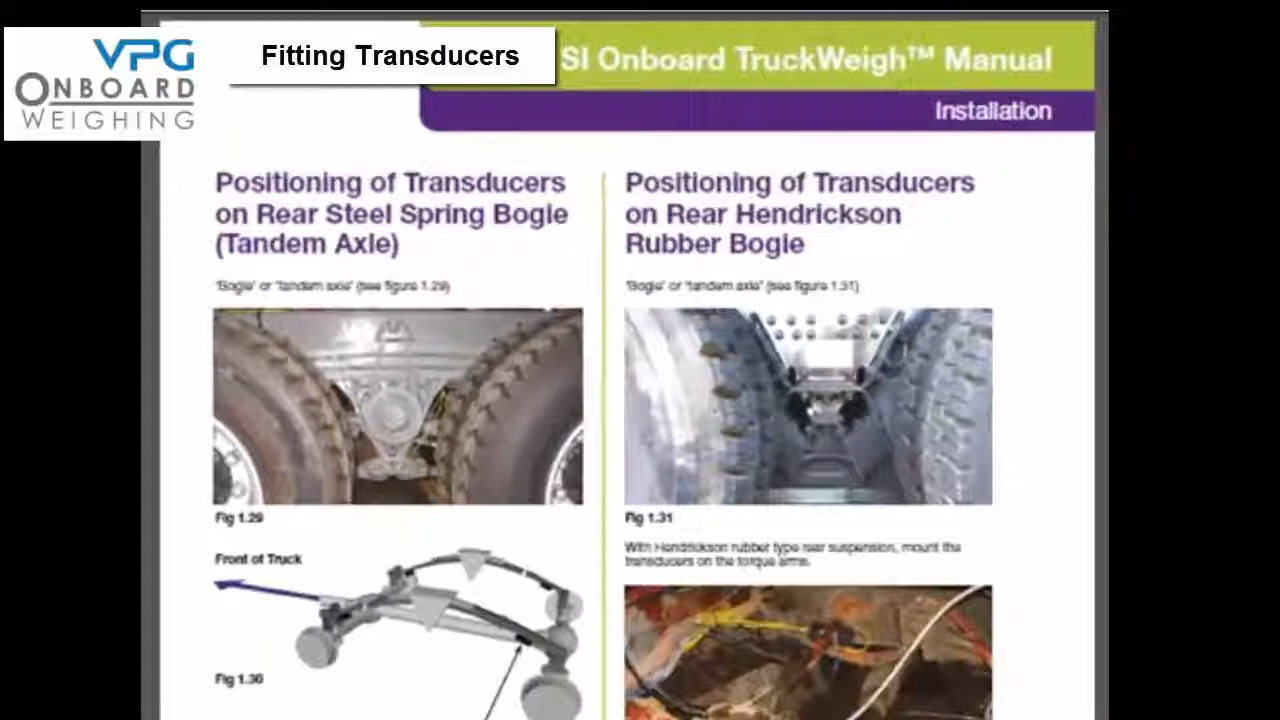 VPG
ONBOARD
WEIGHING
Fitting Transducers
SI Onboard TruckWeigh™ Manual
Installation
Positioning of Transducers
on Rear Steel Spring Bogie
(Tandem Axle)
'Bogie' or 'tandem axle' (see figure 1.29)
Fig 1.29
Front of Truck
Fig 1.30
Positioning of Transducers
on Rear Hendrickson
Rubber Bogie
'Bogie' or 'tandem axle' (see figure 1.31)
Fig 1.31
With Hendrickson rubber type rear suspension, mount the
transducers on the torque arms.